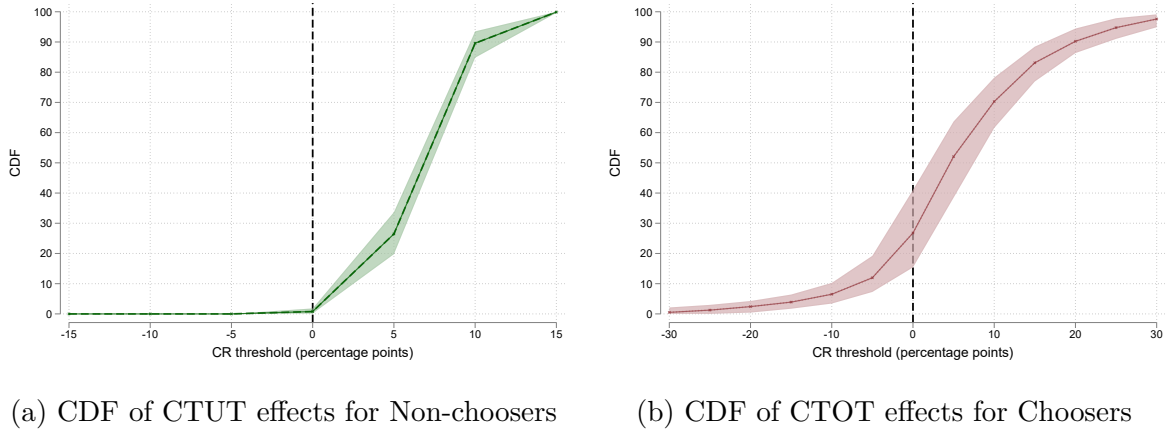 100
90
80
70
60
50
40
30
20
10
0
CDF
-15 -10 -5 0 5 10 15
CR threshold (percentage points)
(a) CDF of CTUT effects for Non-choosers
100
90
80
70
60
50
40
30
20
10
0
CDF
-30 -20 -10 0 10 20 30
CR threshold (percentage points)
(b) CDF of CTOT effects for Choosers